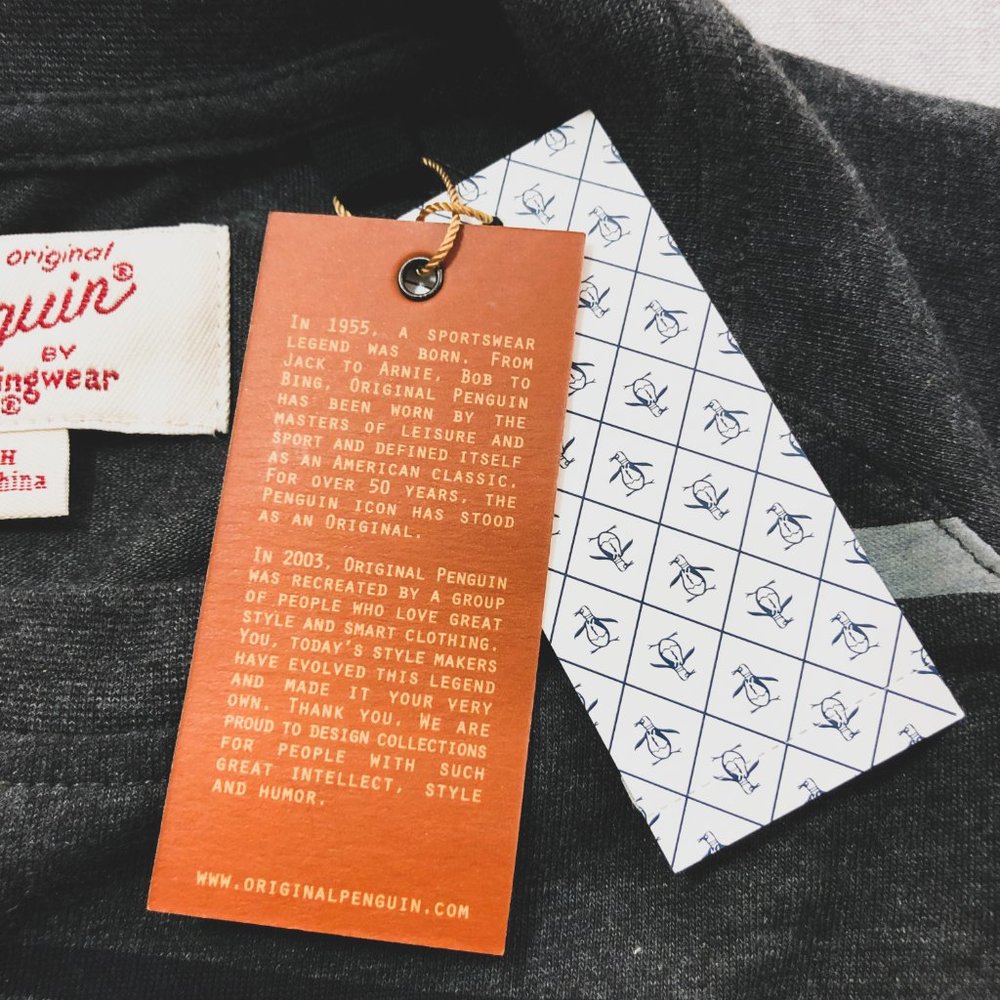 original
BY
H
IN 1955, A SPORTSWEAR
LEGEND WAS BORN. FROM
JACK TO ARNIE, BOB TO
BING, ORIGINAL PENGUIN
HAS BEEN WORN BY THE
MASTERS OF LEISURE AND
SPORT AND DEFINED ITSELF
AS AN AMERICAN CLASSIC.
FOR OVER 50 YEARS, THE
PENGUIN ICON HAS STOOD
AS AN ORIGINAL.
IN 2003, ORIGINAL PENGUIN
WAS RECREATED BY A GROUP
OF PEOPLE WHO LOVE GREAT
STYLE AND SMART CLOTHING.
YOU, TODAY'S STYLE MAKERS
HAVE EVOLVED THIS LEGEND
AND MADE IT YOUR VERY
OWN. THANK YOU. WE ARE
PROUD TO DESIGN COLLECTIONS
FOR PEOPLE WITH SUCH
GREAT INTELLECT, STYLE
AND HUMOR.
WWW.ORIGINALPENGUIN.COM